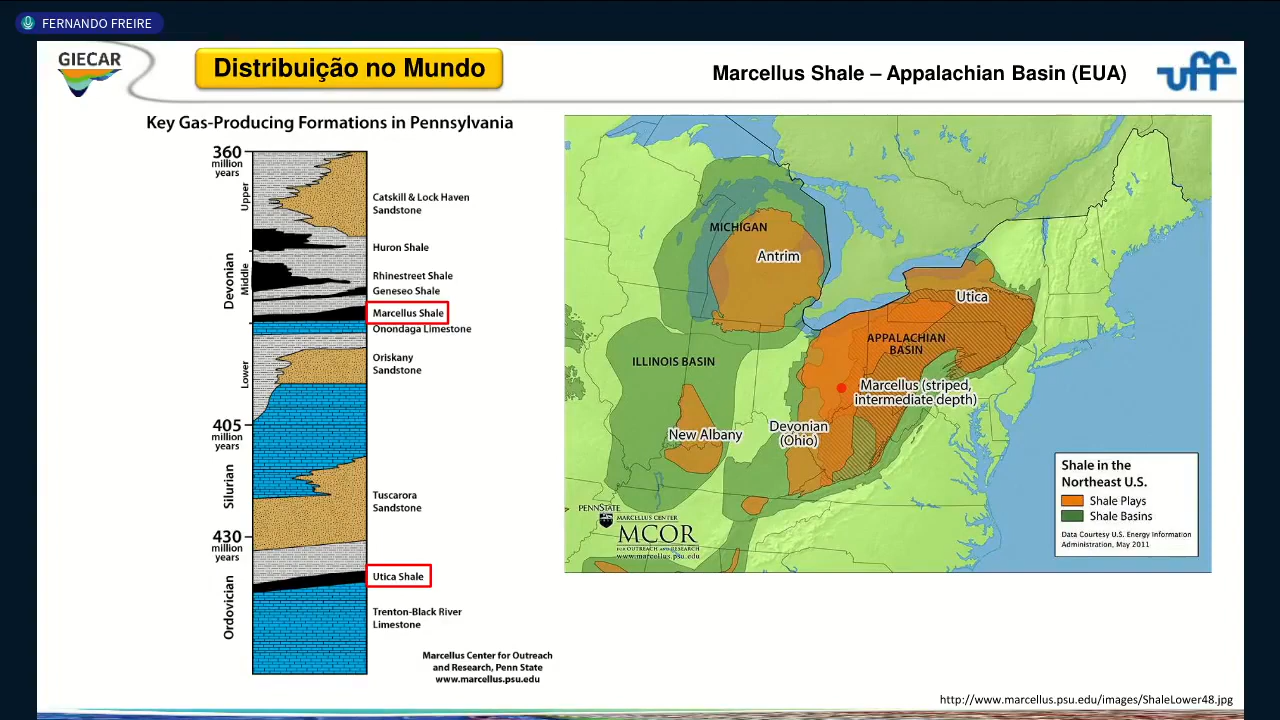 FERNANDO FREIRE
GIECAR
Distribuição no Mundo
Marcellus Shale – Appalachian Basin (EUA)
uff
Key Gas-Producing Formations in Pennsylvania
360
million
years
Upper
Devonian
Middle
Lower
405
million
years
Silurian
430
million
years
Ordovician
Catskill & Lock Haven
Sandstone
Huron Shale
Rhinestreet Shale
Geneseo Shale
Marcellus Shale
Onondaga Limestone
Oriskany
Sandstone
Tuscarora
Sandstone
Utica Shale
Trenton-Black River
Limestone
Marcellus Center for Outreach
and Research, Penn State
www.marcellus.psu.edu
MICHIGAN
Antrim
Utica
APPALACHIAN
BASIN
ILLINOIS BASIN
Marcellus (striped,
intermediate depth
New Albany
Devonian
(Ohio)
PENNSTATE
MARCELLUS CENTER
MCOR
FOR OUTREACH AND RESEARCH
www.marcellus.psu.edu
Shale in the
Northeast U.S.
Shale Plays
Shale Basins
Data Courtesy U.S. Energy Information
Administration, May 2011
http://www.marcellus.psu.edu/images/ShaleLower48.jpg